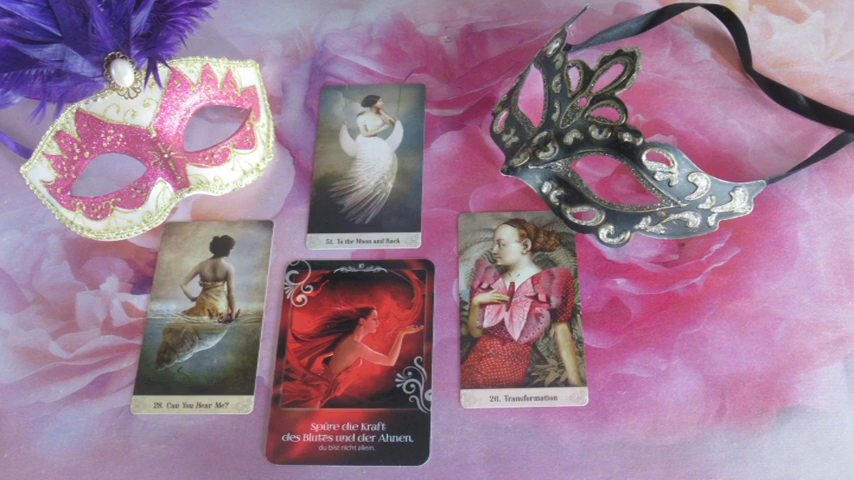 51. To the Moon and Back
28. Can You Hear Me?
26. Transformation
Spüre die Kraft
des Blutes und der Ahnen,
du bist nicht allein.